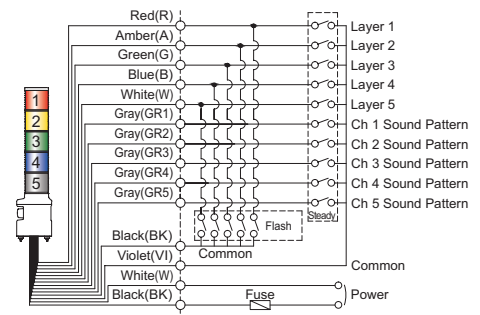 Red(R) Layer 1
Amber(A) Layer 2
Green(G) Layer 3
Blue(B) Layer 4
White(W) Layer 5
Gray(GR1) Ch 1 Sound Pattern
Gray(GR2) Ch 2 Sound Pattern
Gray(GR3) Ch 3 Sound Pattern
Gray(GR4) Ch 4 Sound Pattern
Gray(GR5) Ch 5 Sound Pattern
1
2
3
4
5
Steady
Flash
Black(BK) Common
Violet(VI) Common
White(W)
Black(BK) Fuse Power